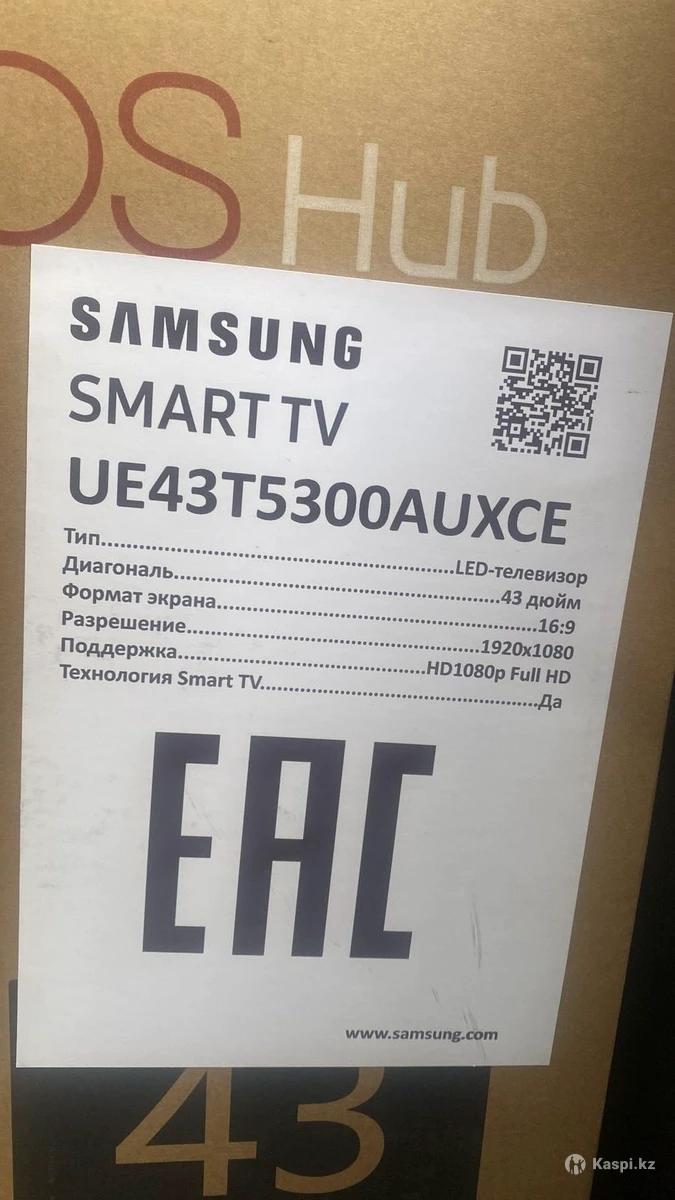 OS Hub
SAMSUNG
SMART TV
UE43T5300AUXCE
Тип..........LED-телевизор
Диагональ..........43 дюйм
Формат экрана..........16:9
Разрешение..........1920x1080
Поддержка..........HD1080p Full HD
Технология Smart TV..........Да
EAC
www.samsung.com
43
Kaspi.kz